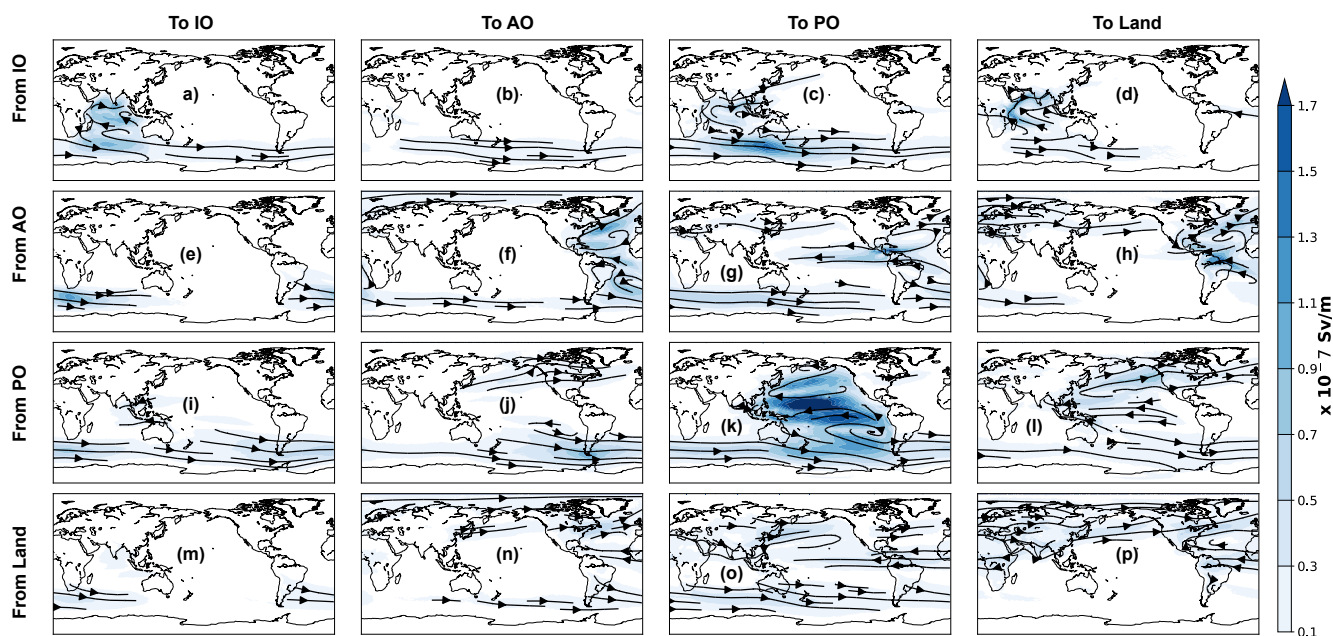 To IO
To AO
To PO
To Land
From IO
a)
(b)
(c)
(d)
From AO
(e)
(f)
(g)
(h)
From PO
(i)
(j)
(k)
(l)
From Land
(m)
(n)
(o)
(p)
1.7
1.5
1.3
1.1
0.9
0.7
0.5
0.3
0.1
x 10⁻⁷ Sv/m